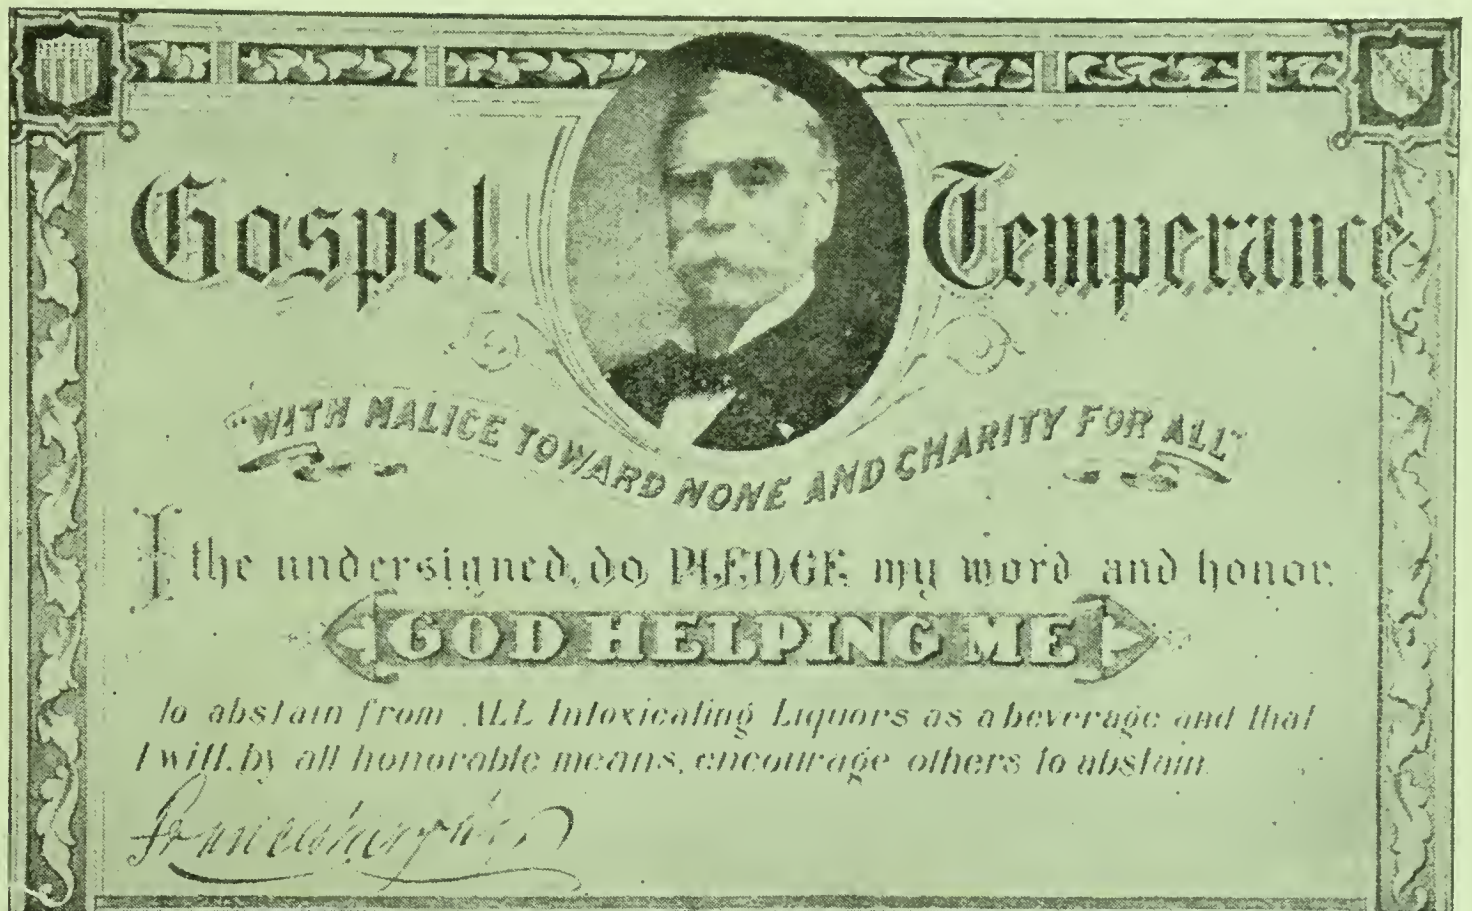 Gospel Temperance
"WITH MALICE TOWARD NONE AND CHARITY FOR ALL"
I the undersigned, do PLEDGE my word and honor.
GOD HELPING ME
to abstain from ALL Intoxicating Liquors as a beverage and that
I will, by all honorable means, encourage others to abstain.
Francis Murphy